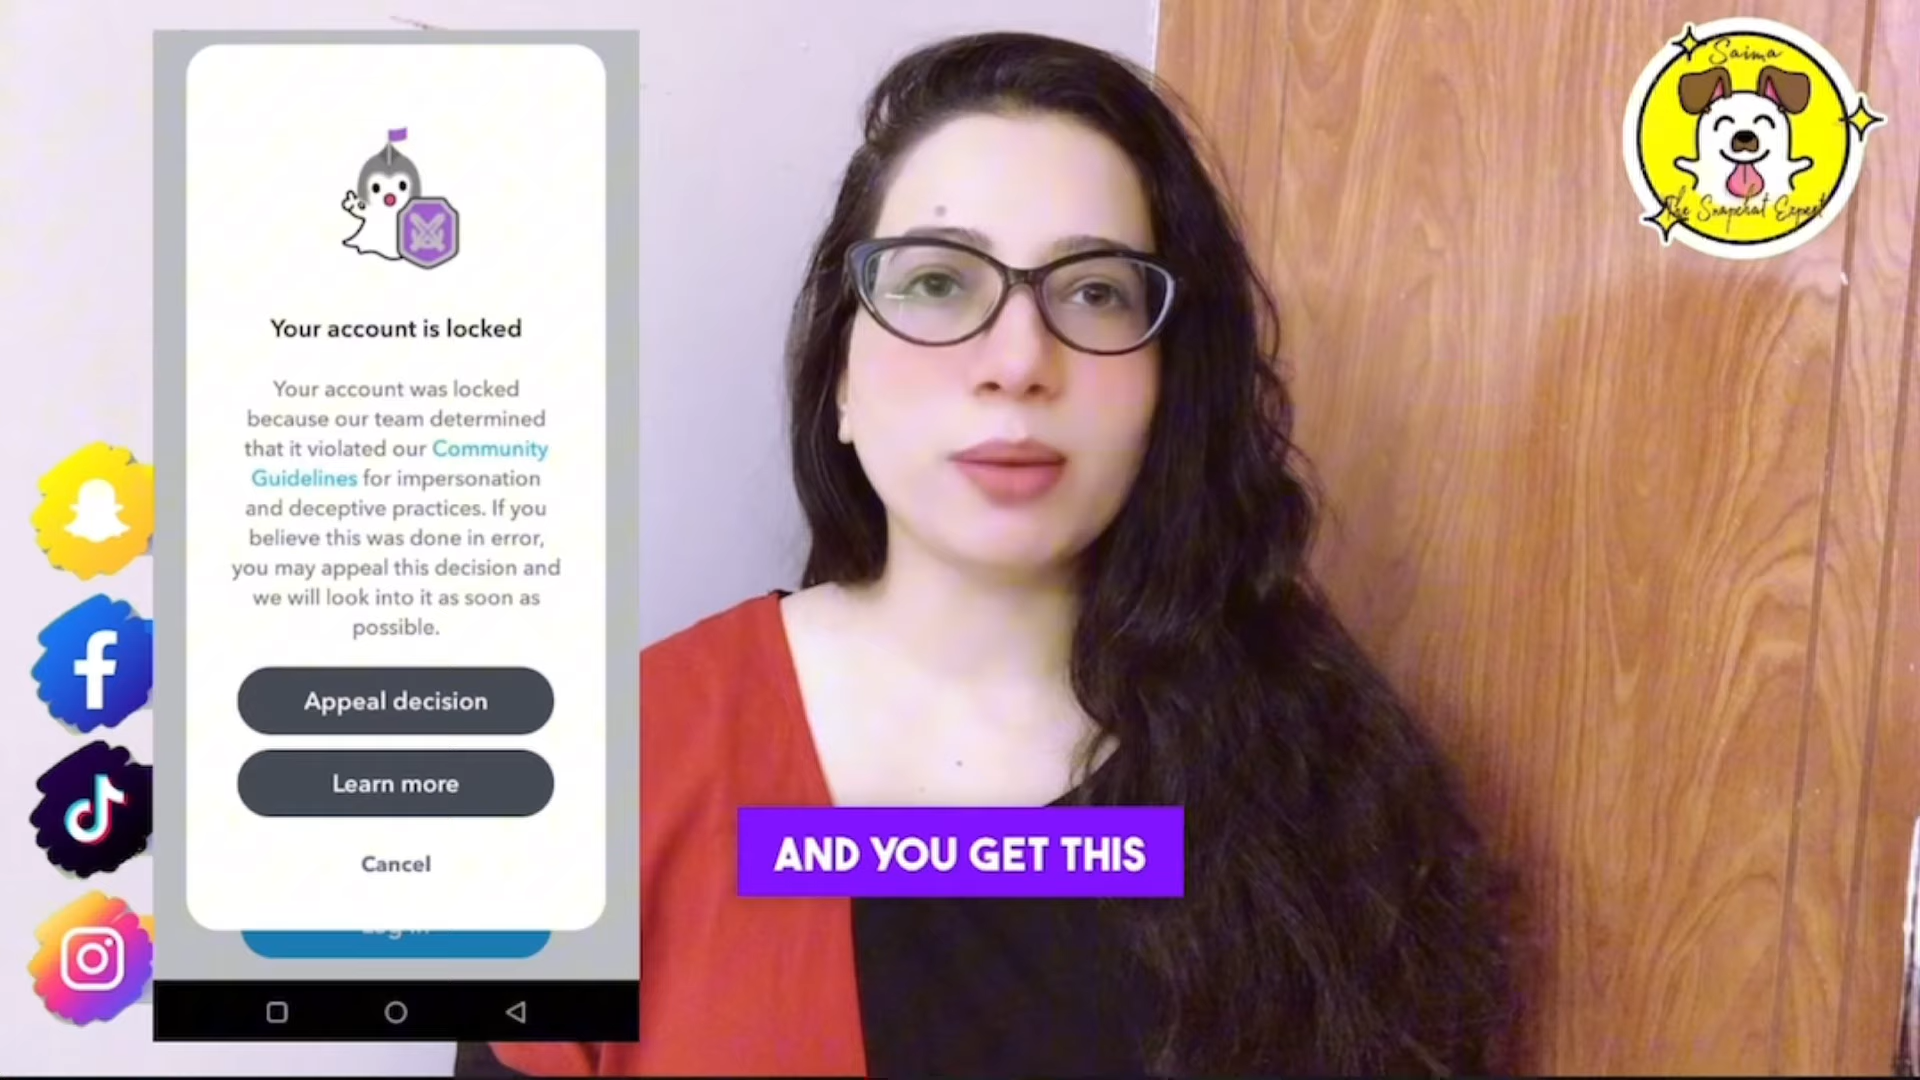 Your account is locked
Your account was locked
because our team determined
that it violated our Community
Guidelines for impersonation
and deceptive practices. If you
believe this was done in error,
you may appeal this decision and
we will look into it as soon as
possible.
Appeal decision
Learn more
Cancel
Log in
AND YOU GET THIS
Saima
The Snapchat Expert